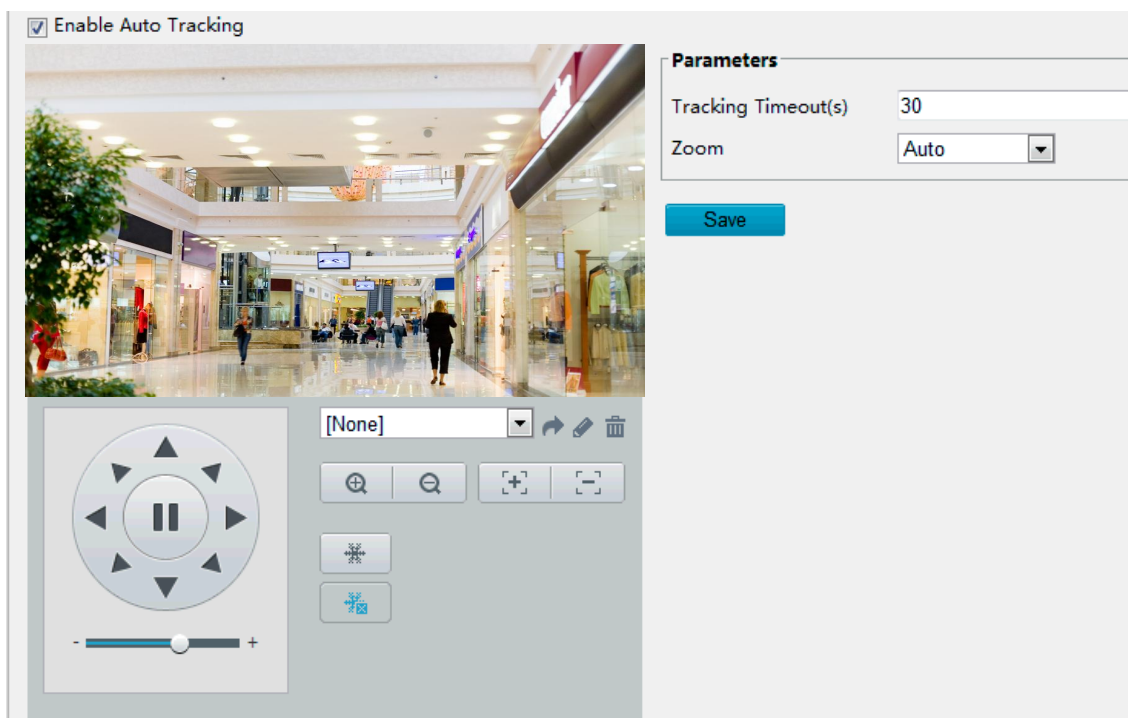 Enable Auto Tracking
Parameters
Tracking Timeout(s) 30
Zoom Auto
Save
[None]
- +